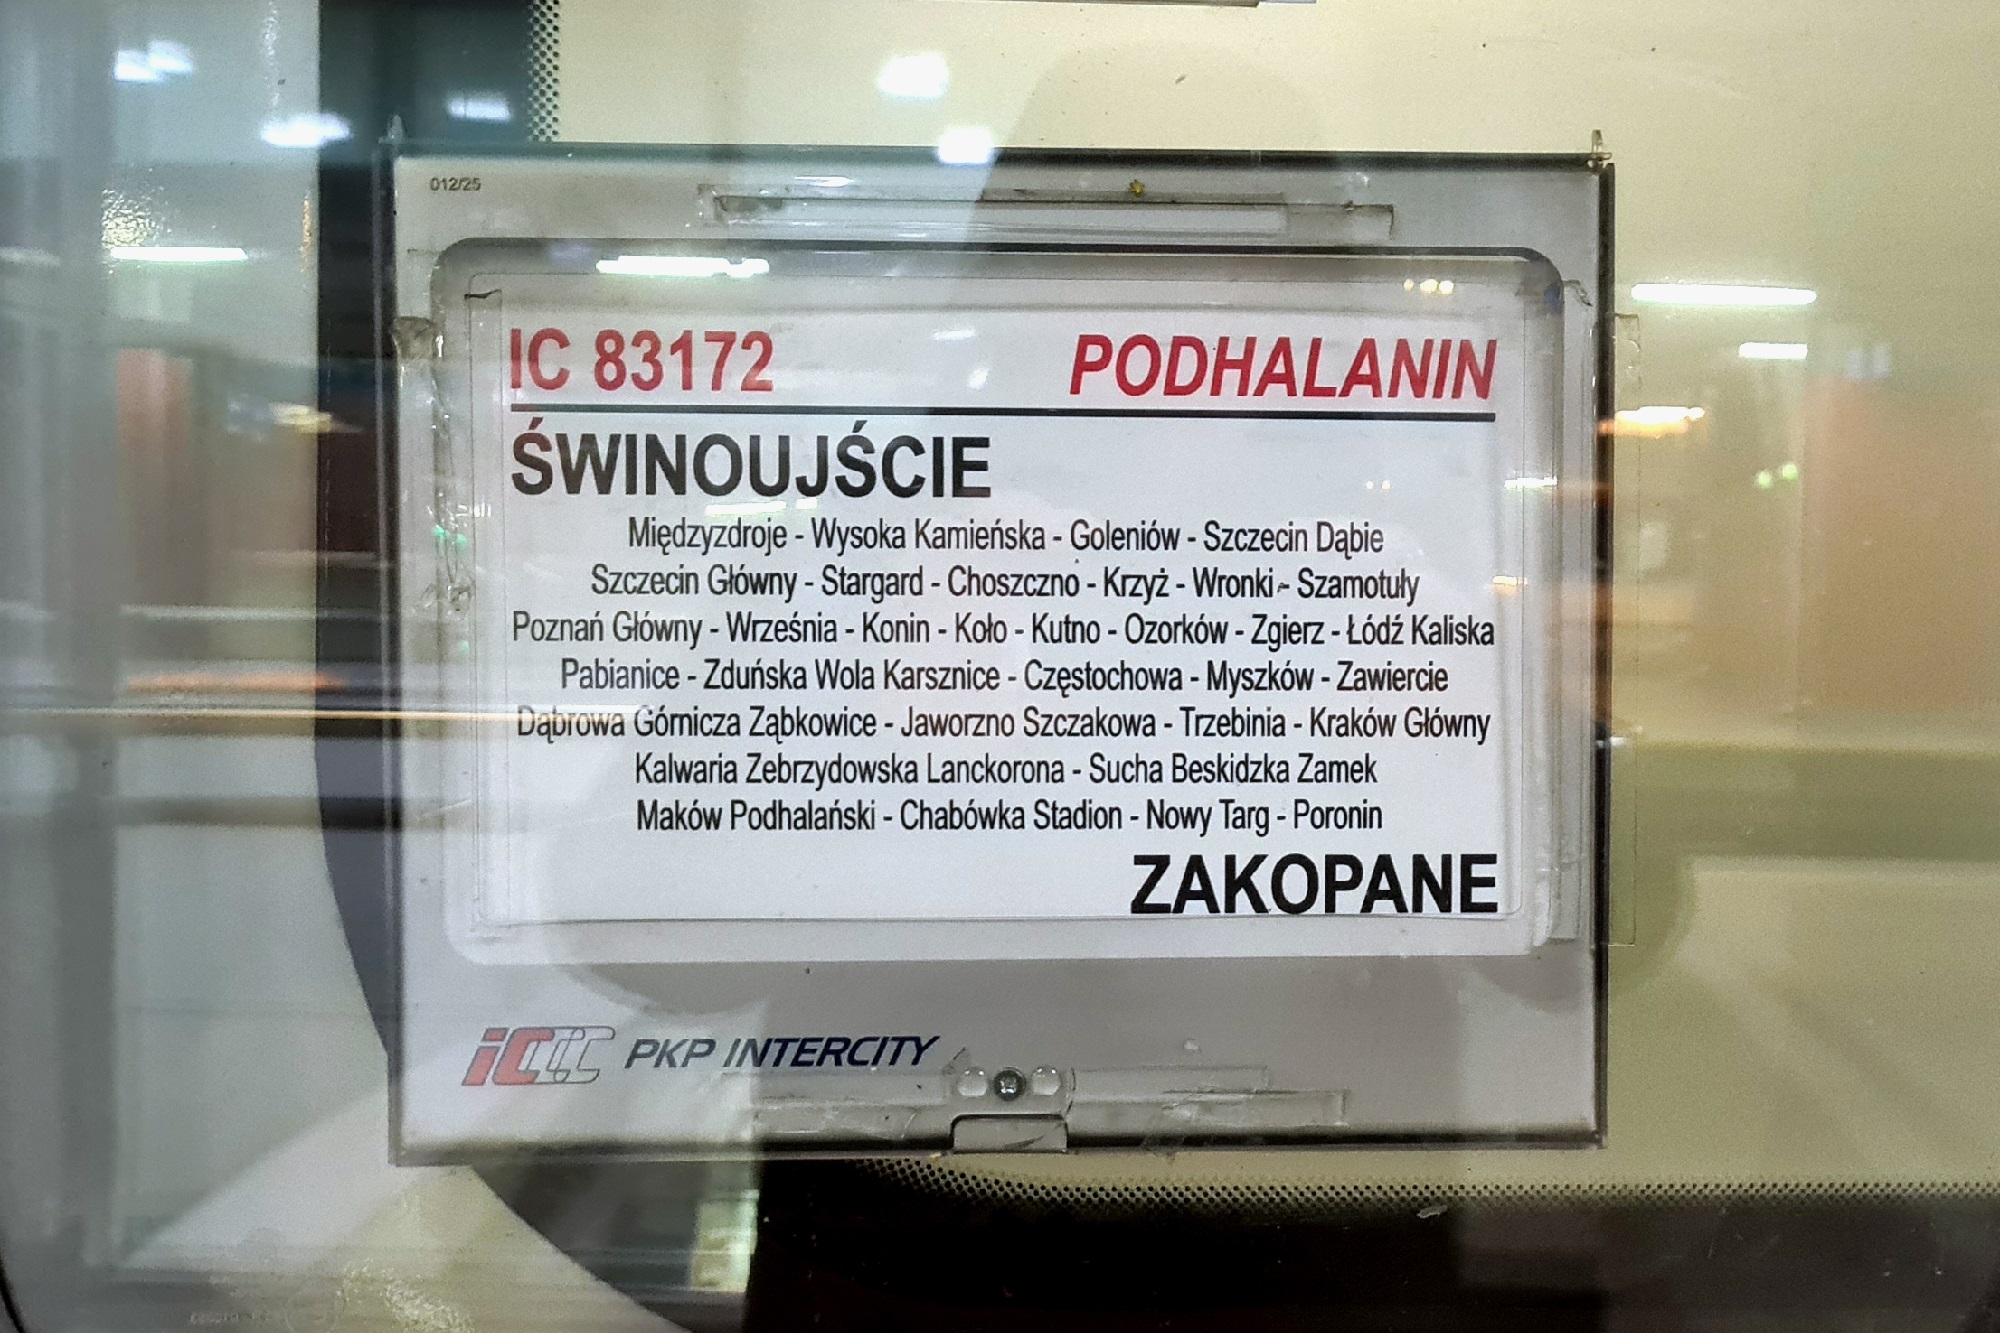 012/25
IC 83172 PODHALANIN
ŚWINOUJŚCIE
Międzyzdroje - Wysoka Kamieńska - Goleniów - Szczecin Dąbie
Szczecin Główny - Stargard - Choszczno - Krzyż - Wronki - Szamotuły
Poznań Główny - Września - Konin - Koło - Kutno - Ozorków - Zgierz - Łódź Kaliska
Pabianice - Zduńska Wola Karsznice - Częstochowa - Myszków - Zawiercie
Dąbrowa Górnicza Ząbkowice - Jaworzno Szczakowa - Trzebinia - Kraków Główny
Kalwaria Zebrzydowska Lanckorona - Sucha Beskidzka Zamek
Maków Podhalański - Chabówka Stadion - Nowy Targ - Poronin
ZAKOPANE
IC PKP INTERCITY